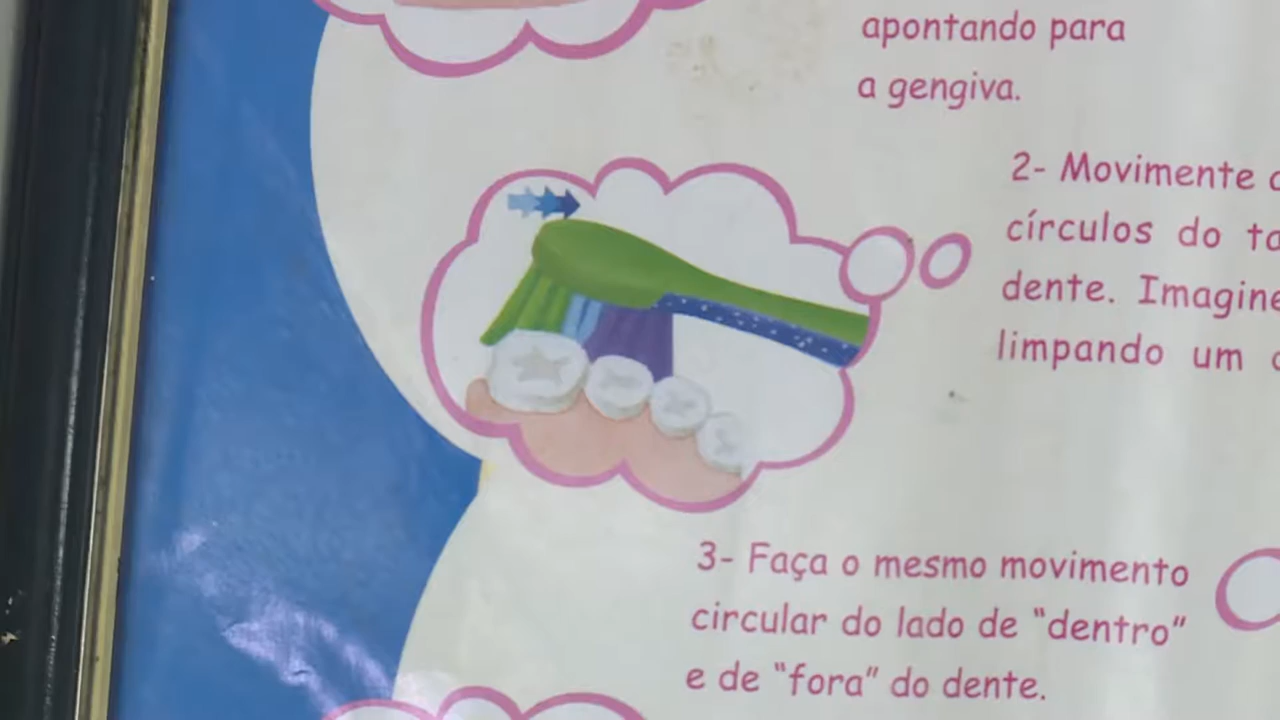 apontando para
a gengiva.
2- Movimente
círculos do
dente. Imagine
limpando um
3- Faça o mesmo movimento
circular do lado de “dentro”
e de “fora” do dente.